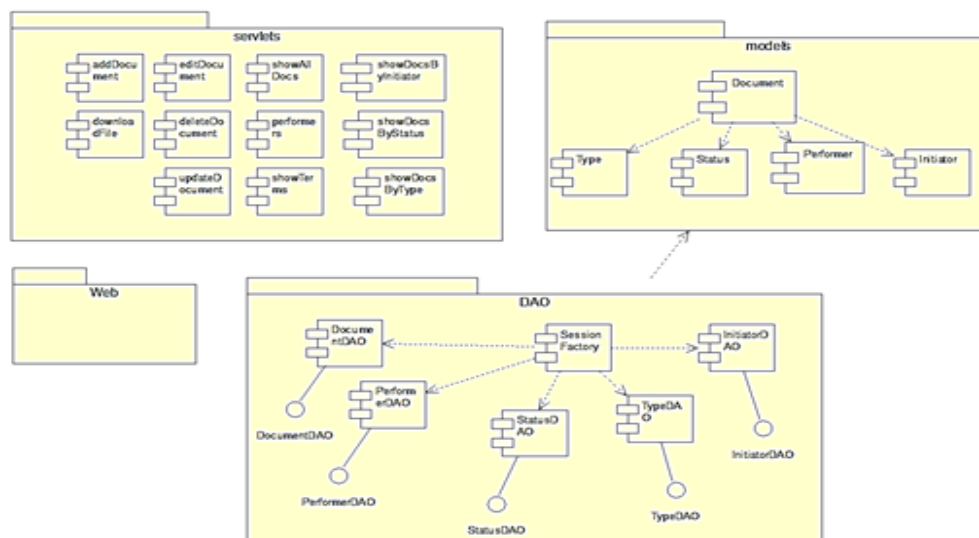 servlets
addDocu
ment
editDocu
ment
showAll
Docs
showDocsB
yInitiator
downloa
dFile
deleteDo
cument
performe
rs
showDocs
ByStatus
updateD
ocument
showTer
ms
showDocs
ByType
models
Document
Type
Status
Performer
Initiator
Web
DAO
Docume
ntDAO
Session
Factory
InitiatorD
AO
Perform
erDAO
StatusD
AO
TypeDA
O
DocumentDAO
InitiatorDAO
PerformerDAO
TypeDAO
StatusDAO